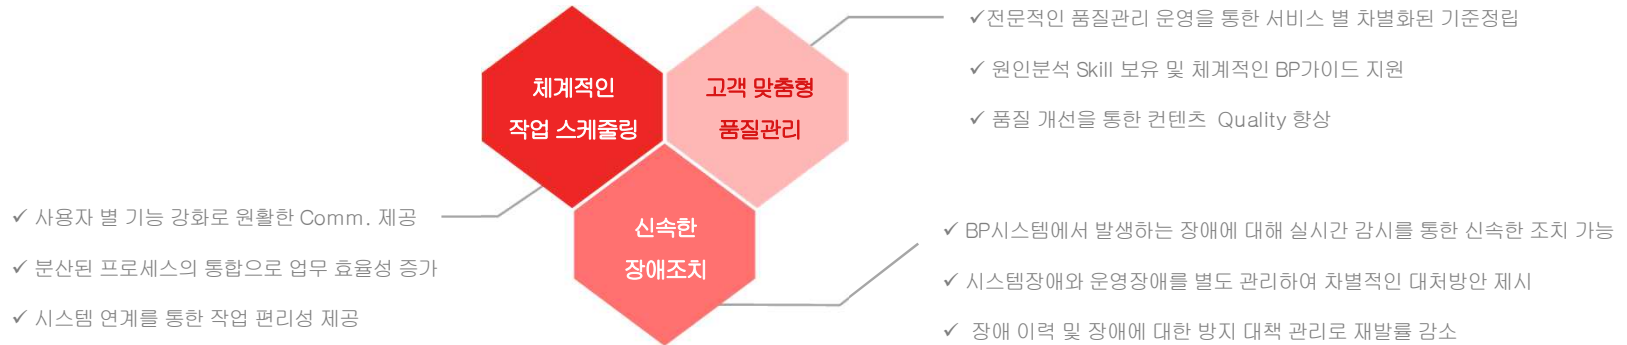 체계적인
작업 스케줄링
고객 맞춤형
품질관리
신속한
장애조치
✓전문적인 품질관리 운영을 통한 서비스 별 차별화된 기준정립
✓ 원인분석 Skill 보유 및 체계적인 BP가이드 지원
✓ 품질 개선을 통한 컨텐츠 Quality 향상
✓ 사용자 별 기능 강화로 원활한 Comm. 제공
✓ 분산된 프로세스의 통합으로 업무 효율성 증가
✓ 시스템 연계를 통한 작업 편리성 제공
✓ BP시스템에서 발생하는 장애에 대해 실시간 감시를 통한 신속한 조치 가능
✓ 시스템장애와 운영장애를 별도 관리하여 차별적인 대처방안 제시
✓ 장애 이력 및 장애에 대한 방지 대책 관리로 재발률 감소